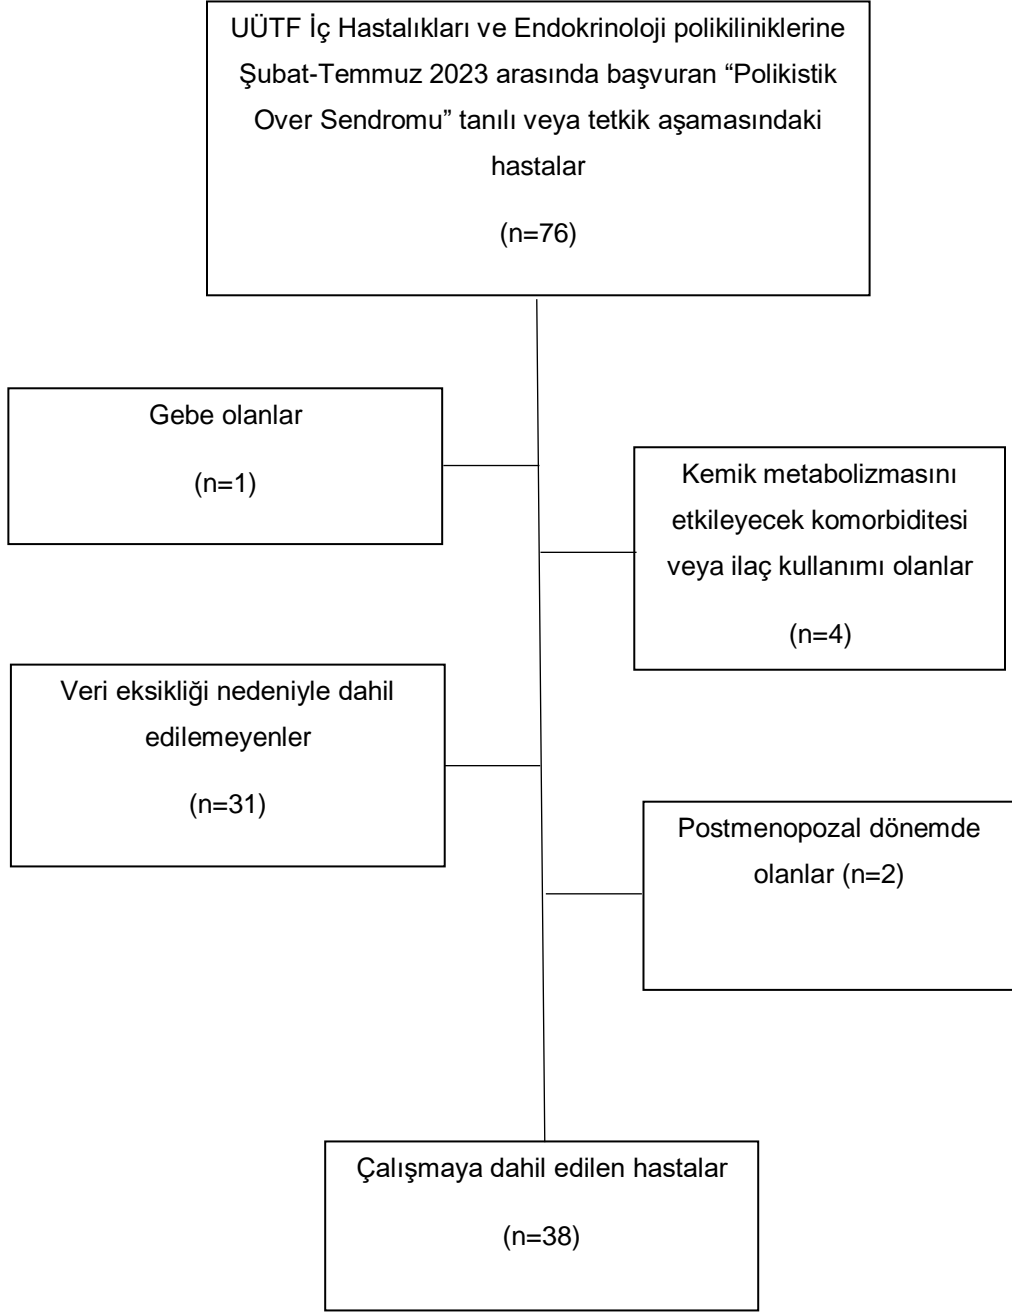 UÜTF İç Hastalıkları ve Endokrinoloji polikiliniklerine
Şubat-Temmuz 2023 arasında başvuran “Polikistik
Over Sendromu” tanılı veya tetkik aşamasındaki
hastalar
(n=76)
Gebe olanlar
(n=1)
Kemik metabolizmasını
etkileyecek komorbiditesi
veya ilaç kullanımı olanlar
(n=4)
Veri eksikliği nedeniyle dahil
edilemeyenler
(n=31)
Postmenopozal dönemde
olanlar (n=2)
Çalışmaya dahil edilen hastalar
(n=38)